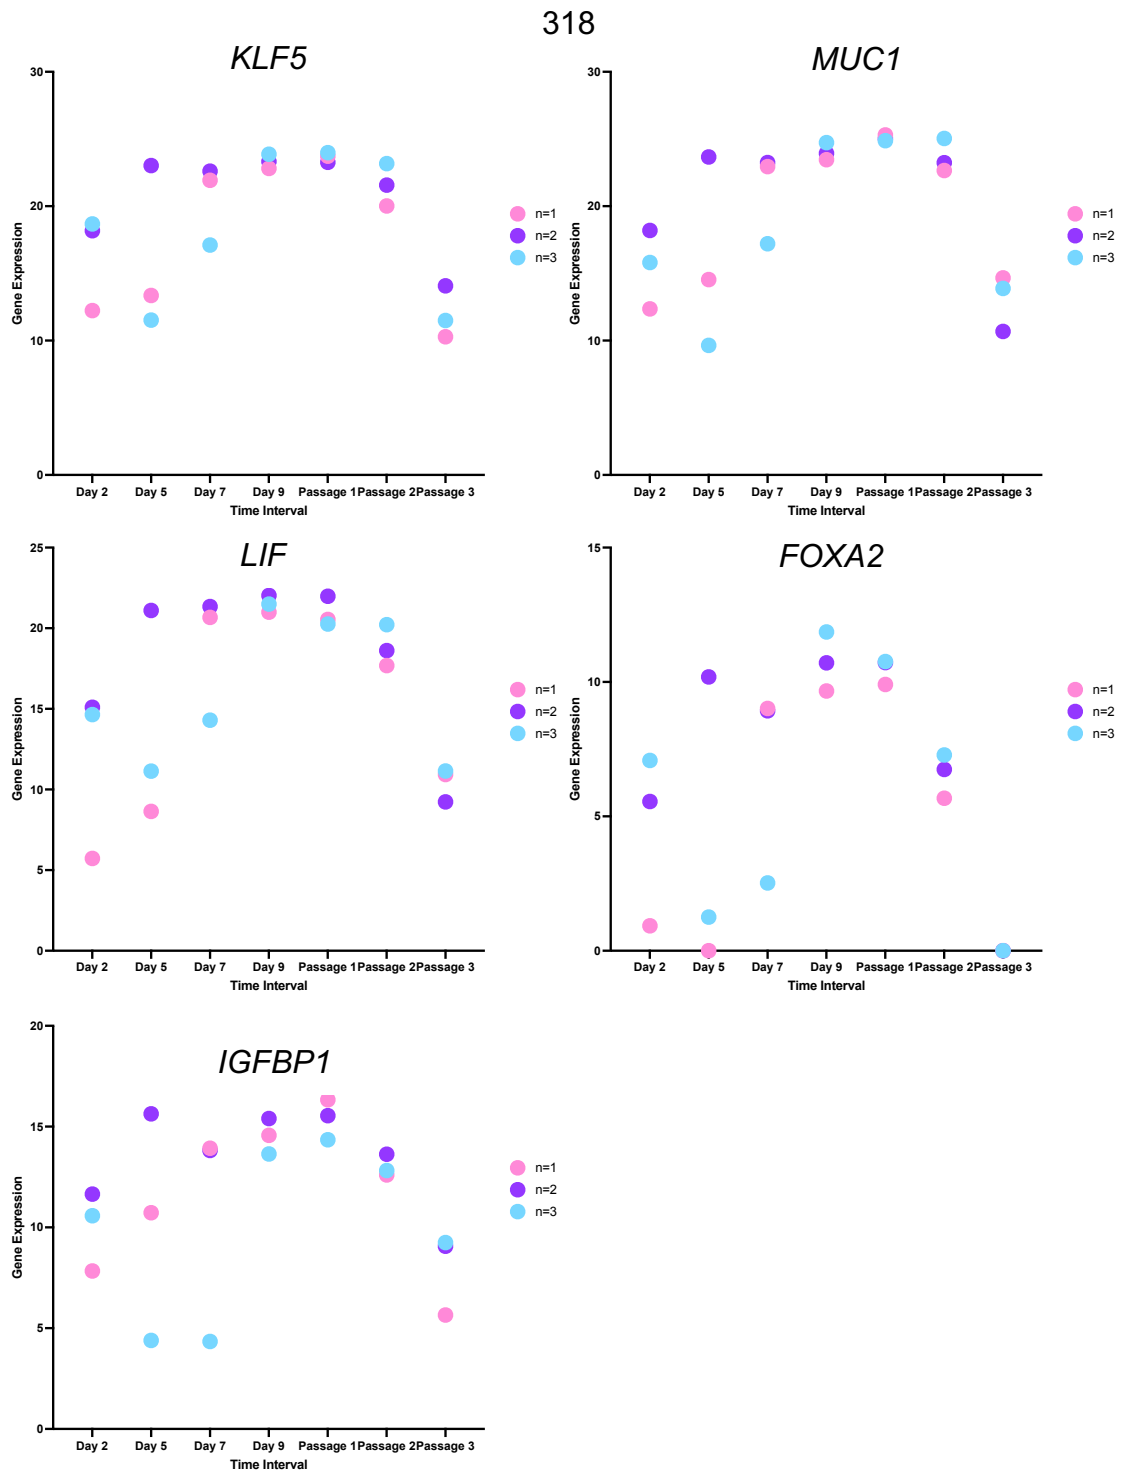 318
KLF5
30
20
10
0
Gene Expression
Day 2 Day 5 Day 7 Day 9 Passage 1 Passage 2 Passage 3
Time Interval
n=1
n=2
n=3
MUC1
30
20
10
0
Gene Expression
Day 2 Day 5 Day 7 Day 9 Passage 1 Passage 2 Passage 3
Time Interval
n=1
n=2
n=3
LIF
25
20
15
10
5
0
Gene Expression
Day 2 Day 5 Day 7 Day 9 Passage 1 Passage 2 Passage 3
Time Interval
n=1
n=2
n=3
FOXA2
15
10
5
0
Gene Expression
Day 2 Day 5 Day 7 Day 9 Passage 1 Passage 2 Passage 3
Time Interval
n=1
n=2
n=3
IGFBP1
20
15
10
5
0
Gene Expression
Day 2 Day 5 Day 7 Day 9 Passage 1 Passage 2 Passage 3
Time Interval
n=1
n=2
n=3